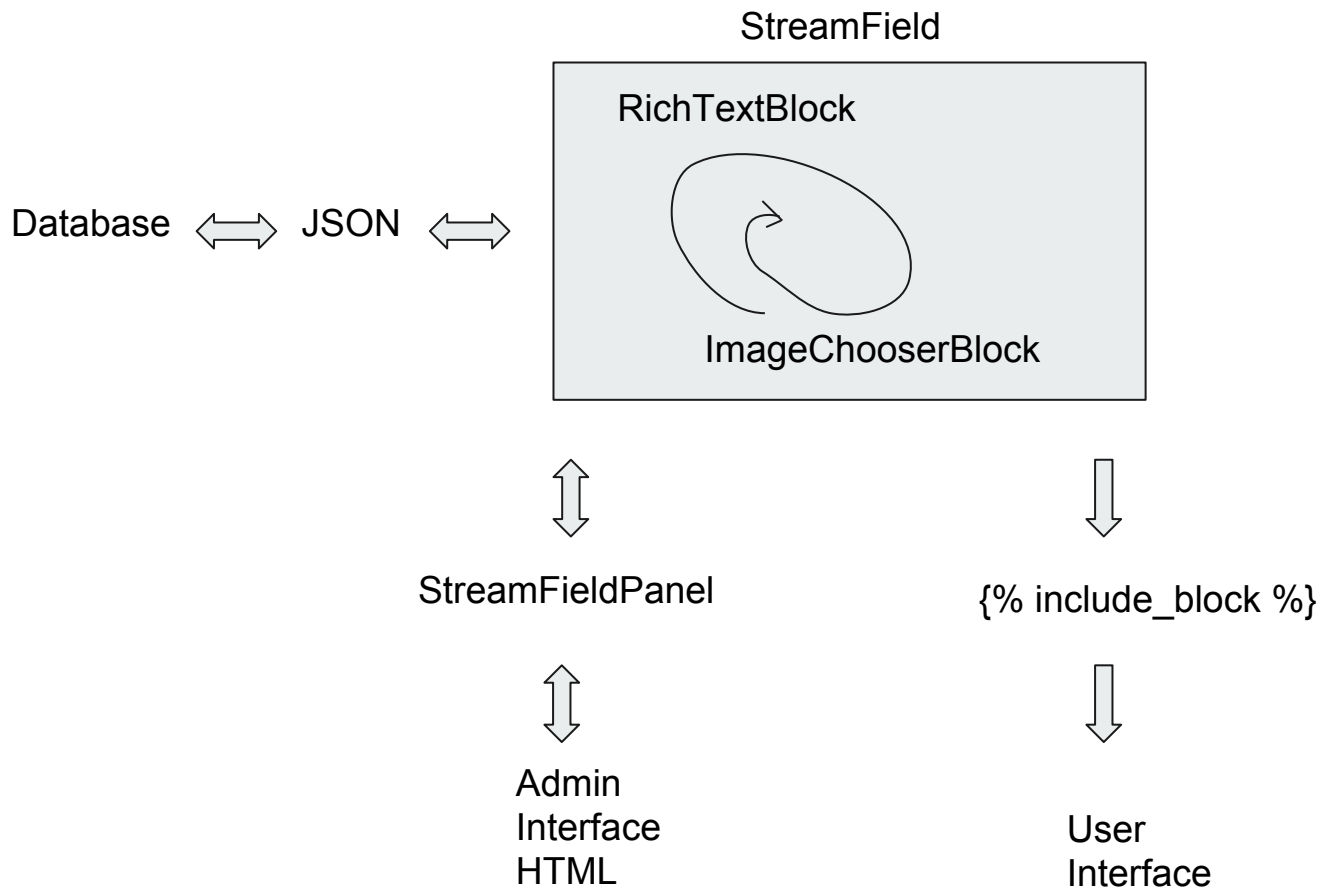 StreamField
RichTextBlock
Database
JSON
ImageChooserBlock
StreamFieldPanel
{% include_block %}
Admin
Interface
HTML
User
Interface